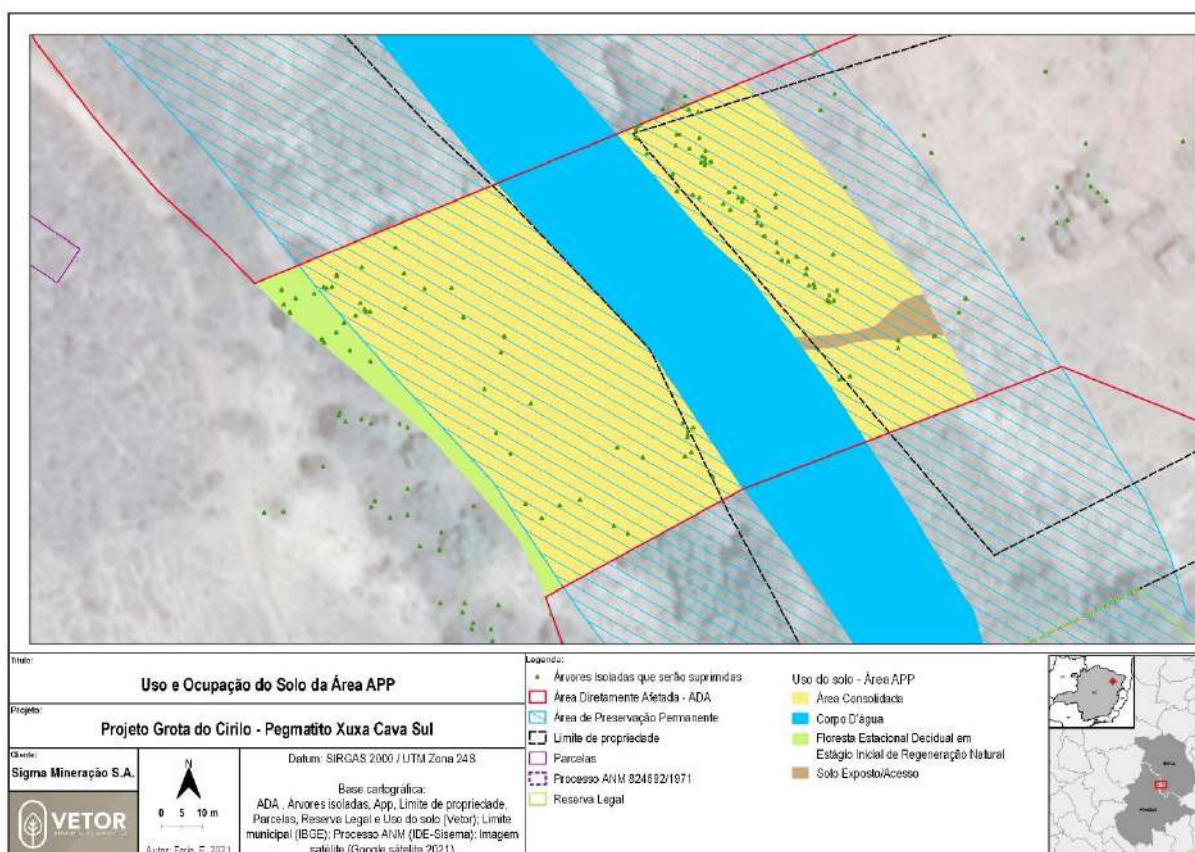 Título:
Uso e Ocupação do Solo da Área APP
Projeto:
Projeto Grota do Cirilo - Pegmatito Xuxa Cava Sul
Cliente:
Sigma Mineração S.A.
VETOR
N
0 5 10 m
Autor: Faria, F. 2021
Datum: SIRGAS 2000 / UTM Zona 24S
Base cartográfica:
ADA , Árvores isoladas, App, Limite de propriedade,
Parcelas, Reserva Legal e Uso do solo (Vetor); Limite
municipal (IBGE); Processo ANM (IDE-Sisema); Imagem
satélite (Google satélite 2021)
Legenda:
Árvores Isoladas que serão suprimidas
Área Diretamente Afetada - ADA
Área de Preservação Permanente
Limite de propriedade
Parcelas
Processo ANM 824692/1971
Reserva Legal
Uso do solo - Área APP
Área Consolidada
Corpo D'água
Floresta Estacional Decidual em
Estágio Inicial de Regeneração Natural
Solo Exposto/Acesso